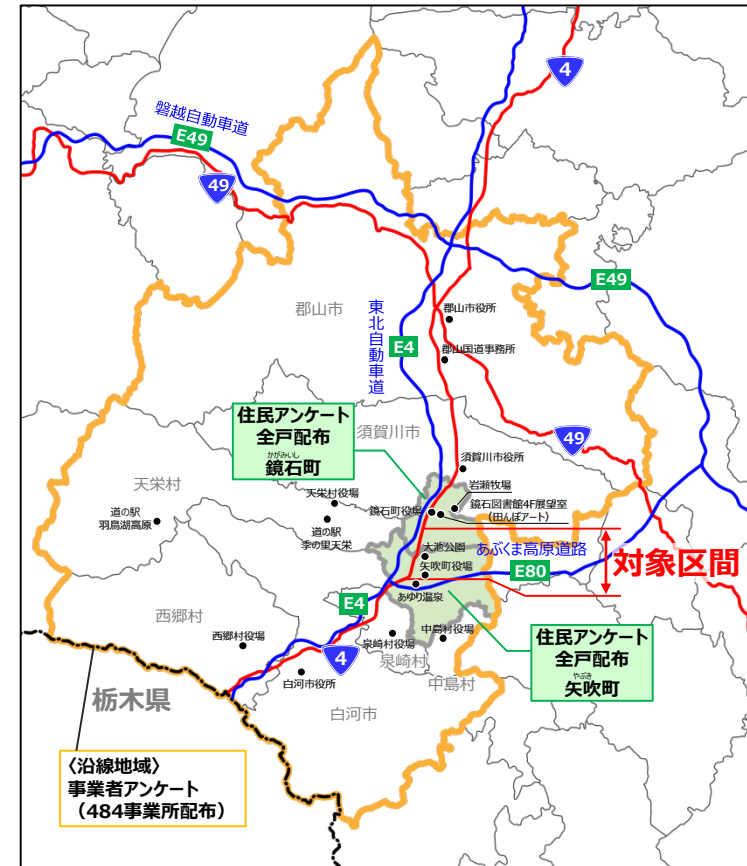 4
磐越自動車道
E49
49
E49
郡山市
東北自動車道
郡山市役所
E4
郡山国道事務所
住民アンケート
全戸配布
かがみいし
鏡石町
須賀川市
49
須賀川市役所
天栄村
岩瀬牧場
天栄村役場
鏡石町役場
鏡石図書館4F展望室
(田んぼアート)
道の駅
羽鳥湖高原
道の駅
季の里天栄
大池公園
あぶくま高原道路
対象区間
矢吹町役場
E80
あゆり温泉
E4
西郷村
西郷村役場
泉崎村役場
中島村役場
住民アンケート
全戸配布
やぶき
矢吹町
4
泉崎村
白河市役所
中島村
栃木県
白河市
〈沿線地域〉
事業者アンケート
（484事業所配布）